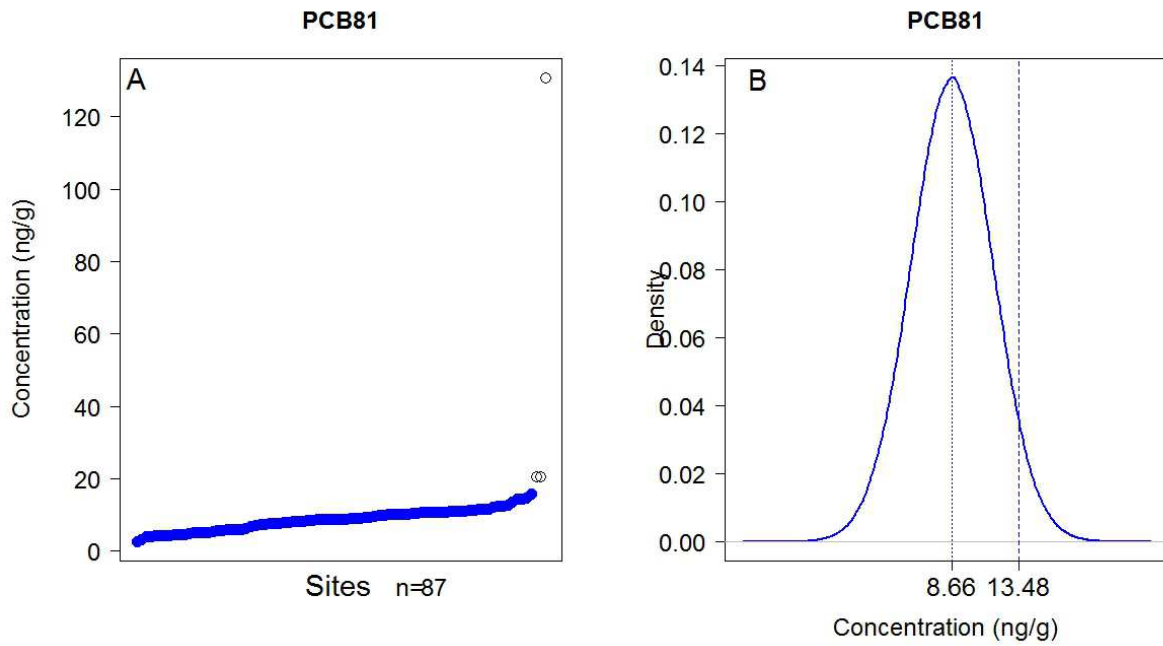 PCB81
A
Concentration (ng/g)
120
100
80
60
40
20
0
Sites n=87
PCB81
B
Density
0.14
0.12
0.10
0.08
0.06
0.04
0.02
0.00
8.66 13.48
Concentration (ng/g)